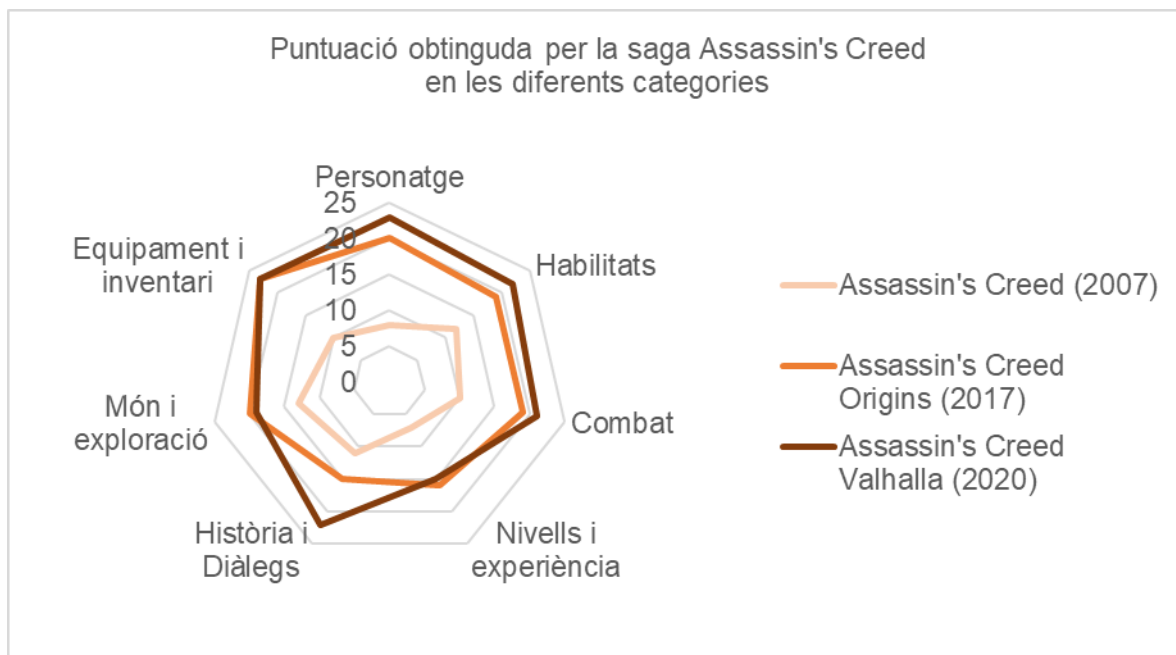 Puntuació obtinguda per la saga Assassin's Creed
en les diferents categories
Personatge
25
20
15
10
5
0
Habilitats
Combat
Nivells i
experiència
Història i
Diàlegs
Món i
exploració
Equipament i
inventari
Assassin's Creed (2007)
Assassin's Creed
Origins (2017)
Assassin's Creed
Valhalla (2020)